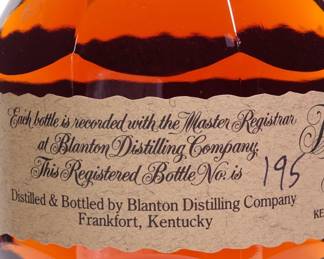 Each bottle is recorded with the Master Registrar
at Blanton Distilling Company.
This Registered Bottle No. is 195
Distilled & Bottled by Blanton Distilling Company
Frankfort, Kentucky